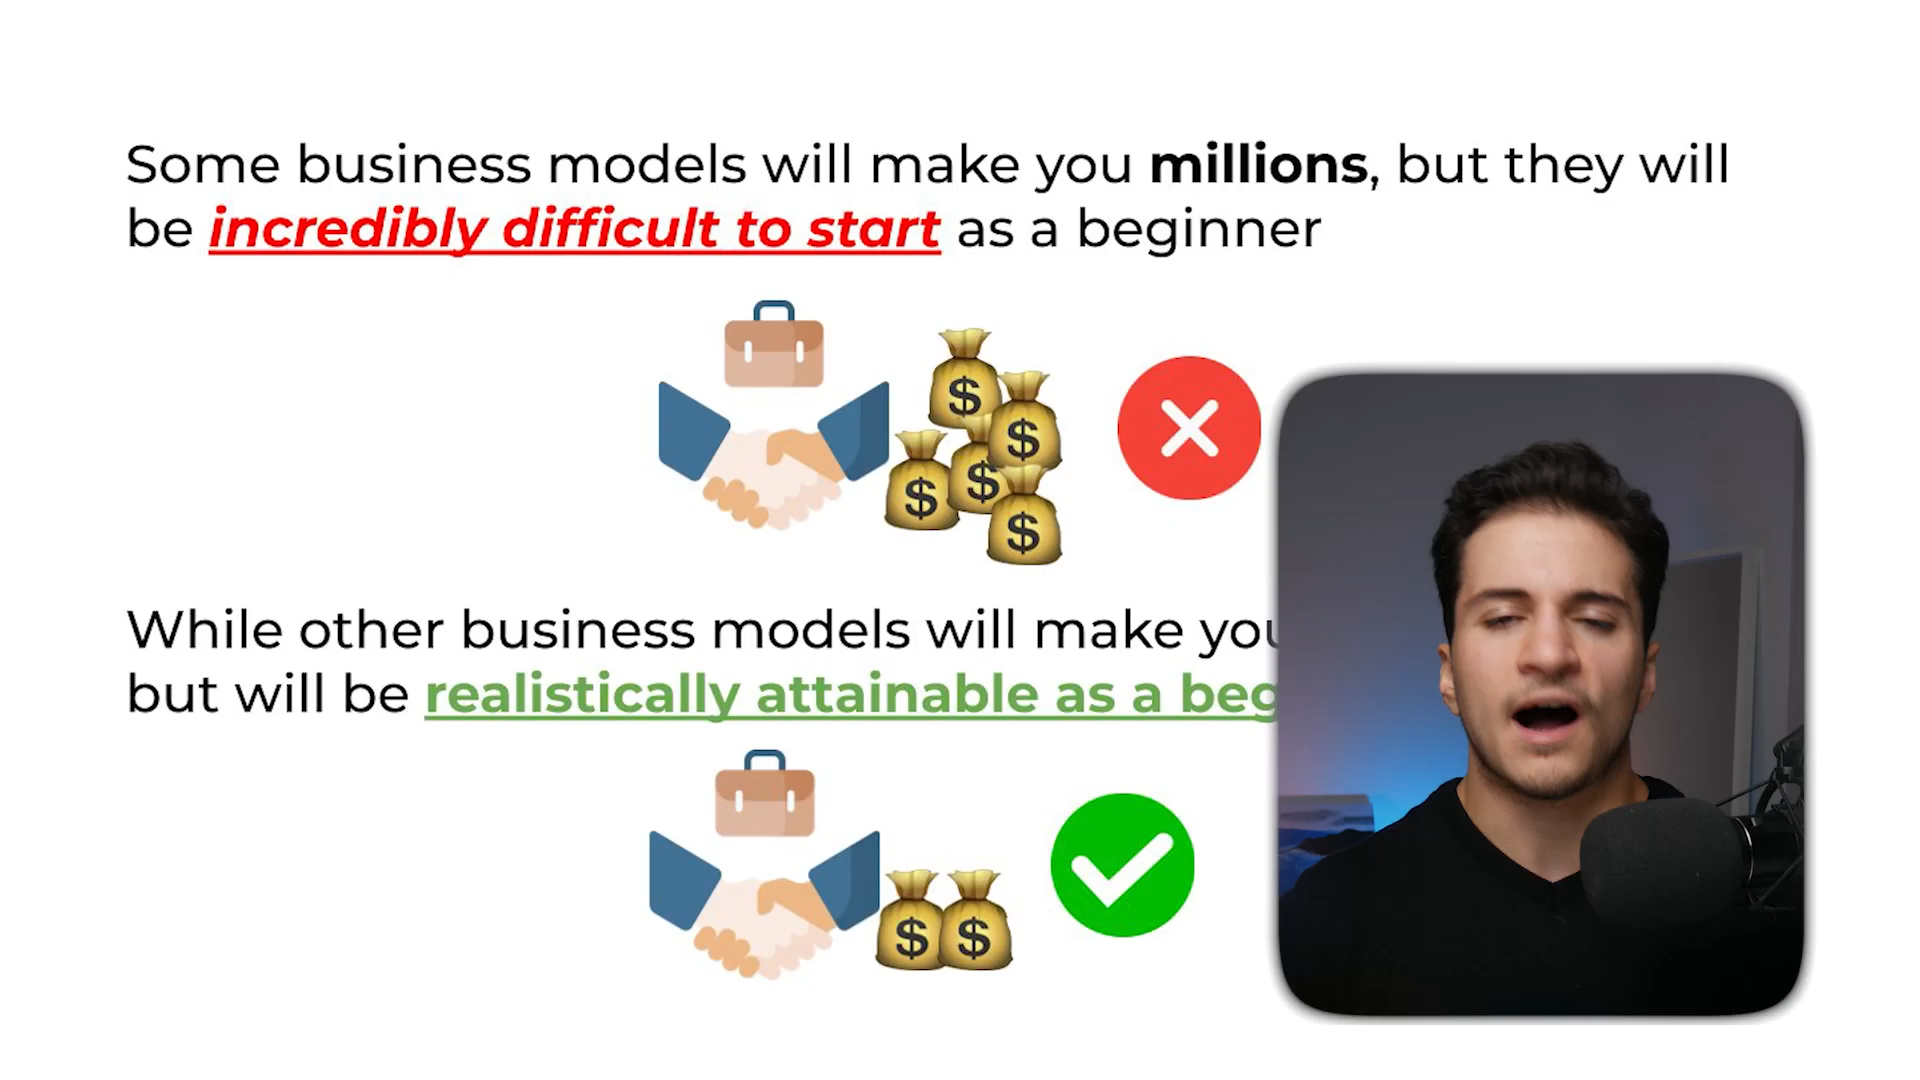 Some business models will make you millions, but they will
be incredibly difficult to start as a beginner
$
$
$
$
$
While other business models will make you
but will be realistically attainable as a
$ $